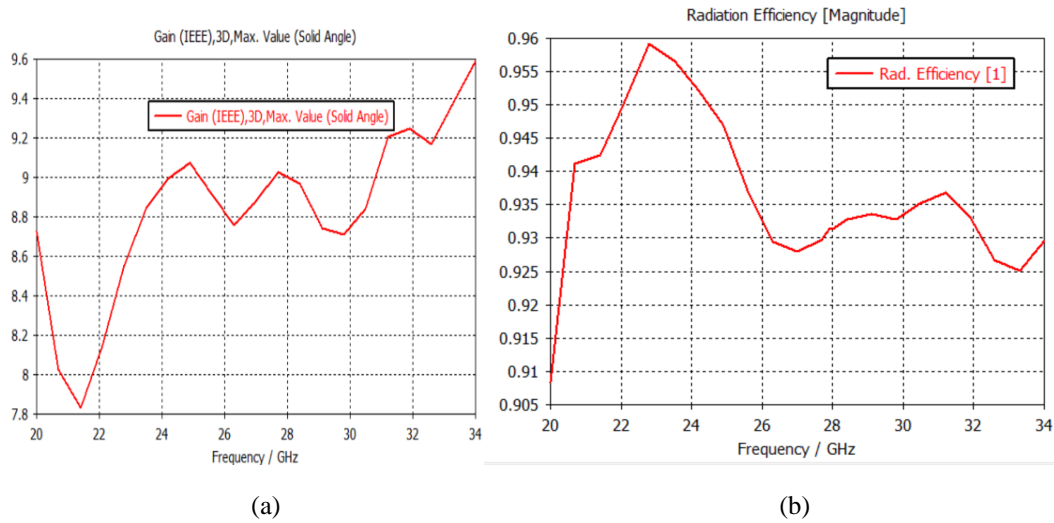 Gain (IEEE),3D,Max. Value (Solid Angle)
9.6
9.4
9.2
9
8.8
8.6
8.4
8.2
8
7.8
Gain (IEEE),3D,Max. Value (Solid Angle)
20 22 24 26 28 30 32 34
Frequency / GHz
(a)
Radiation Efficiency [Magnitude]
0.96
0.955
0.95
0.945
0.94
0.935
0.93
0.925
0.92
0.915
0.91
0.905
Rad. Efficiency [1]
20 22 24 26 28 30 32 34
Frequency / GHz
(b)